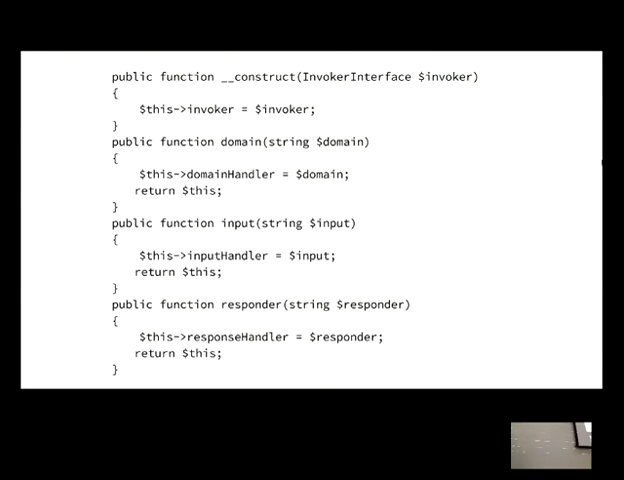 public function __construct(InvokerInterface $invoker)
{
$this->invoker = $invoker;
}
public function domain(string $domain)
{
$this->domainHandler = $domain;
return $this;
}
public function input(string $input)
{
$this->inputHandler = $input;
return $this;
}
public function responder(string $responder)
{
$this->responseHandler = $responder;
return $this;
}